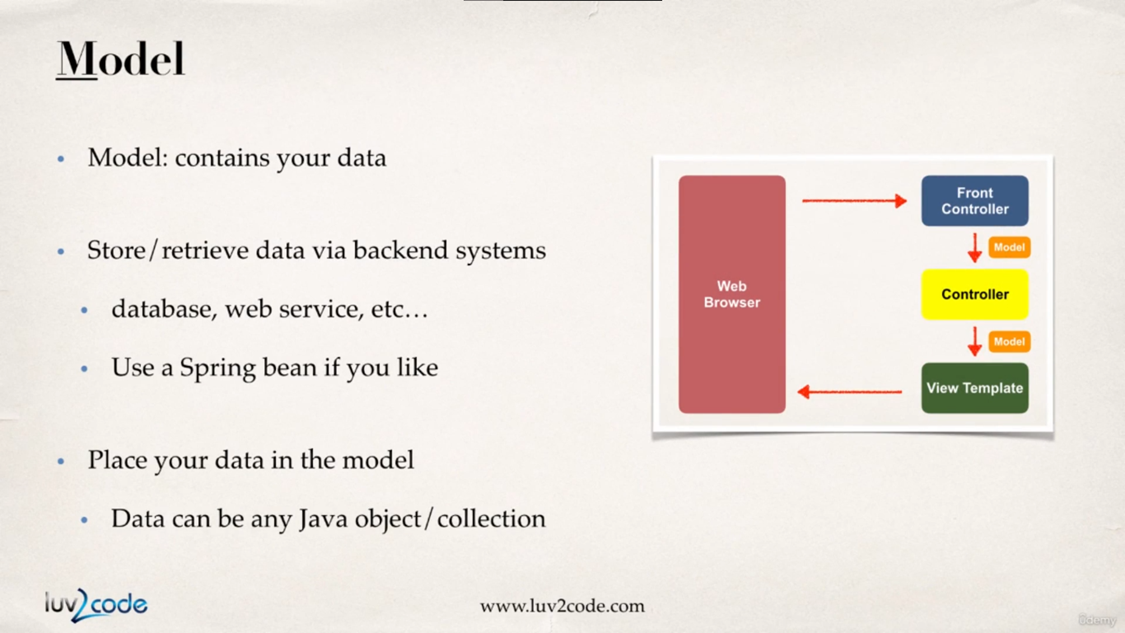 Model
Model: contains your data
Store/retrieve data via backend systems
database, web service, etc…
Use a Spring bean if you like
Place your data in the model
Data can be any Java object/collection
Web
Browser
Front
Controller
Model
Controller
Model
View Template
luv2code
www.luv2code.com
ûdemy